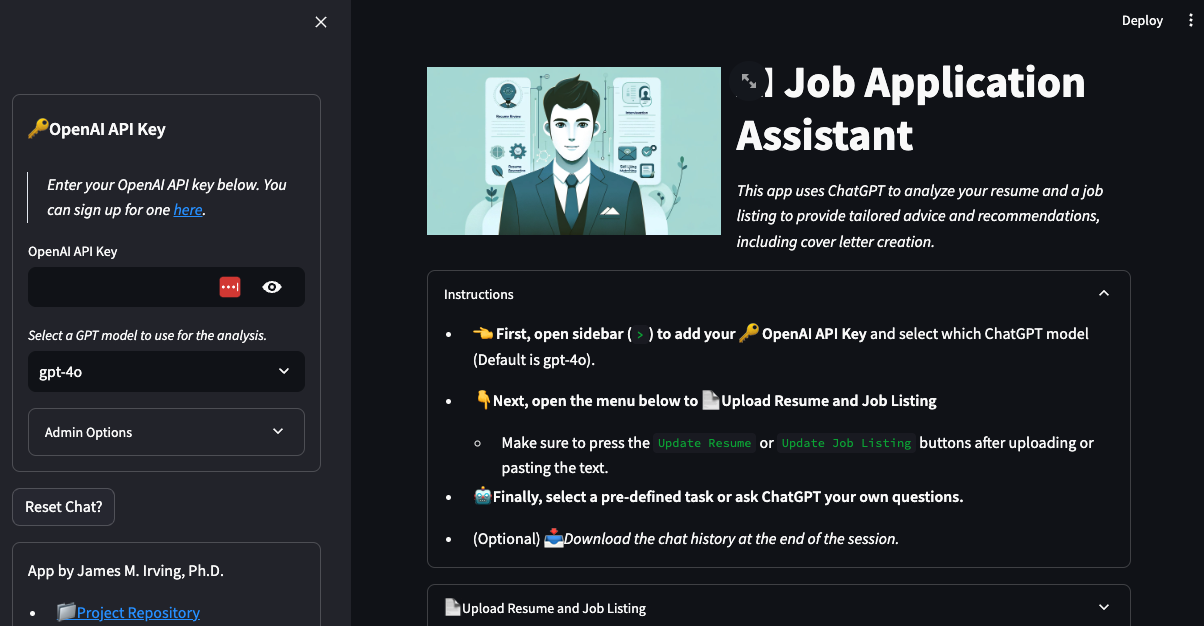 Deploy
🔑OpenAI API Key
Enter your OpenAI API key below. You
can sign up for one here.
OpenAI API Key
Select a GPT model to use for the analysis.
gpt-4o
Admin Options
Reset Chat?
App by James M. Irving, Ph.D.
• 📁Project Repository
Job Application
Assistant
This app uses ChatGPT to analyze your resume and a job
listing to provide tailored advice and recommendations,
including cover letter creation.
Instructions
• 👈 First, open sidebar ( > ) to add your 🔑 OpenAI API Key and select which ChatGPT model
(Default is gpt-4o).
• 👇Next, open the menu below to 📄Upload Resume and Job Listing
○ Make sure to press the Update Resume or Update Job Listing buttons after uploading or
pasting the text.
• 🤖Finally, select a pre-defined task or ask ChatGPT your own questions.
• (Optional) 📥Download the chat history at the end of the session.
📄Upload Resume and Job Listing